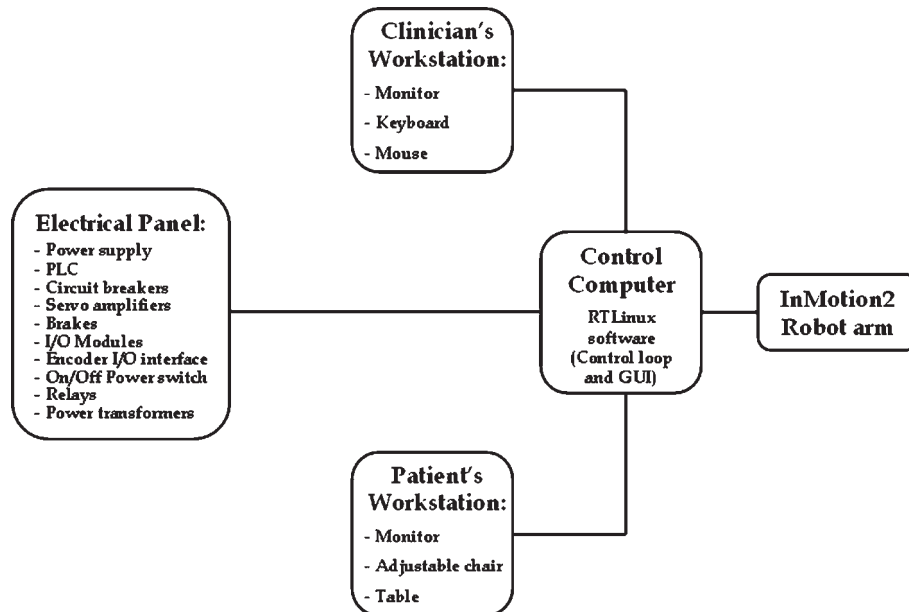 Clinician's
Workstation:
- Monitor
- Keyboard
- Mouse
Electrical Panel:
- Power supply
- PLC
- Circuit breakers
- Servo amplifiers
- Brakes
- I/O Modules
- Encoder I/O interface
- On/Off Power switch
- Relays
- Power transformers
Control
Computer
RTLinux
software
(Control loop
and GUI)
InMotion2
Robot arm
Patient's
Workstation:
- Monitor
- Adjustable chair
- Table